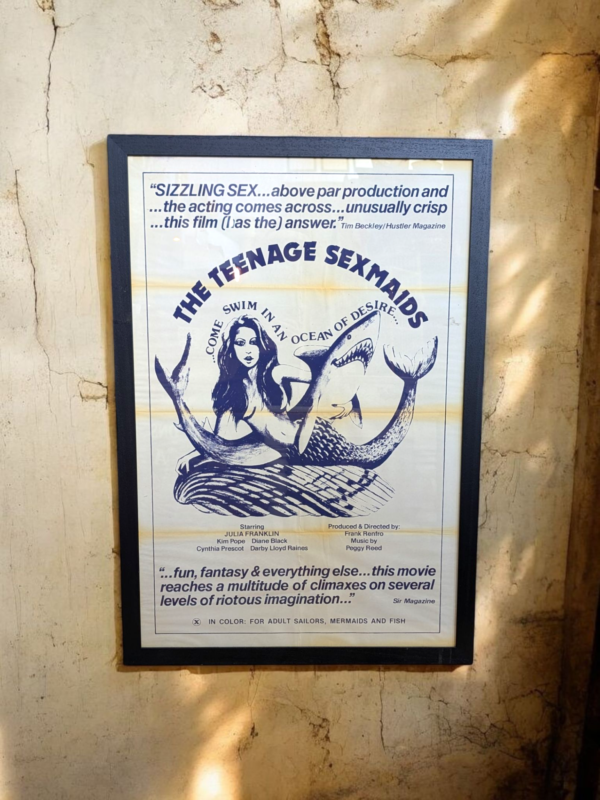 “SIZZLING SEX...above par production and
...the acting comes across...unusually crisp
...this film (has the) answer.” Tim Beckley/Hustler Magazine
THE TEENAGE SEXMAIDS
...COME SWIM IN AN OCEAN OF DESIRE...
Starring
JULIA FRANKLIN
Kim Pope Diane Black
Cynthia Prescot Darby Lloyd Raines
Produced & Directed by:
Frank Renfro
Music by
Peggy Reed
“...fun, fantasy & everything else...this movie
reaches a multitude of climaxes on several
levels of riotous imagination...” Sir Magazine
X IN COLOR: FOR ADULT SAILORS, MERMAIDS AND FISH